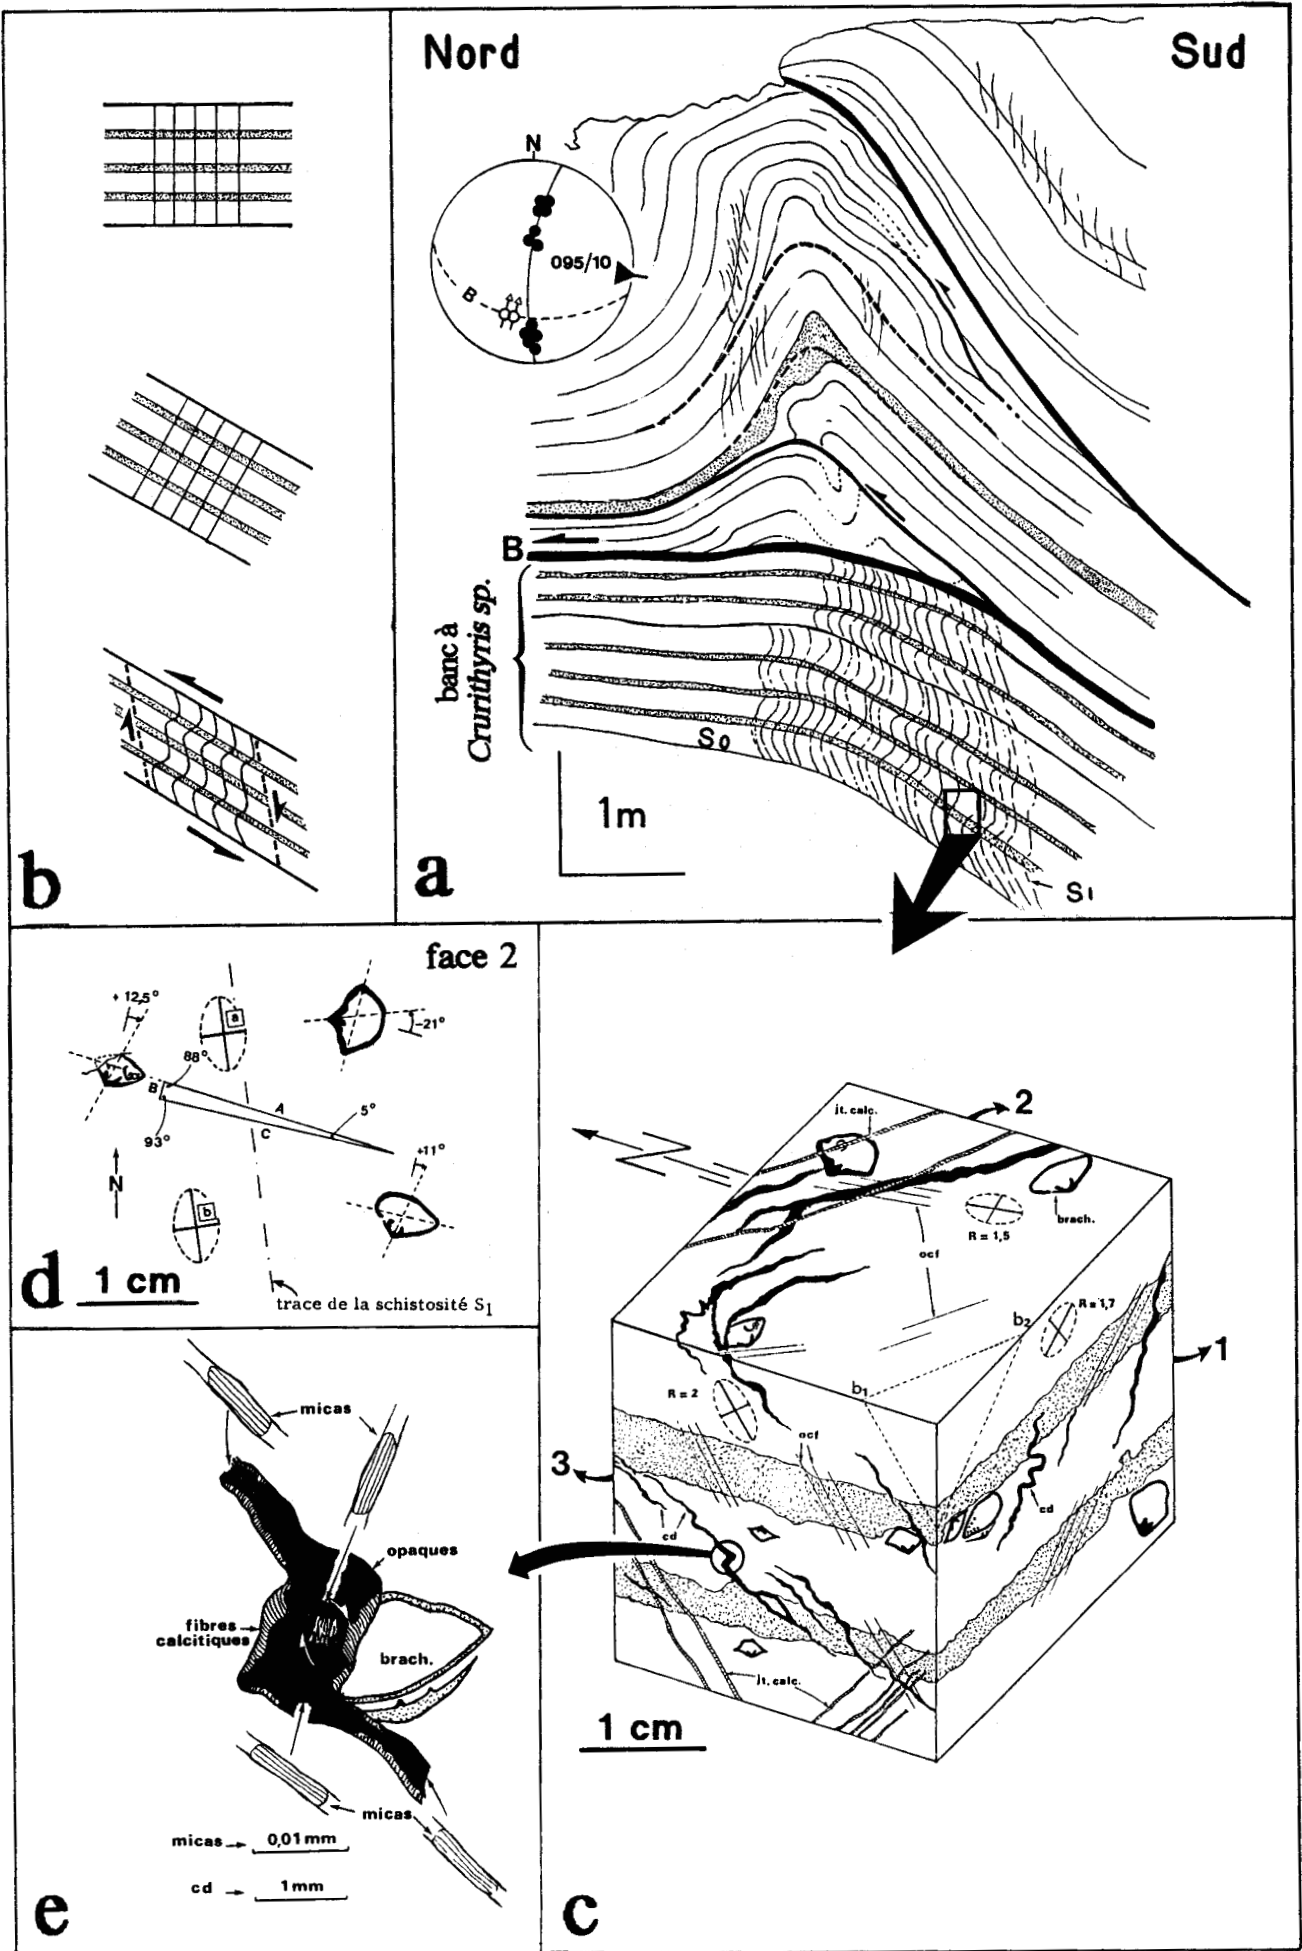 Nord
Sud
N
095/10
B
B
banc à
Crurithyris sp.
S0
1m
S1
b
a
face 2
+ 12,5°
a
-21°
88°
B
A
5°
C
93°
+11°
N
b
d
1 cm
trace de la schistosité S1
2
jt. calc.
brach.
R = 1,5
ocf
R = 1,7
b2
1
b1
R = 2
ocf
3
cd
cd
jt. calc.
1 cm
c
micas
opaques
fibres
calcitiques
brach.
micas
micas
0,01 mm
cd
1 mm
e